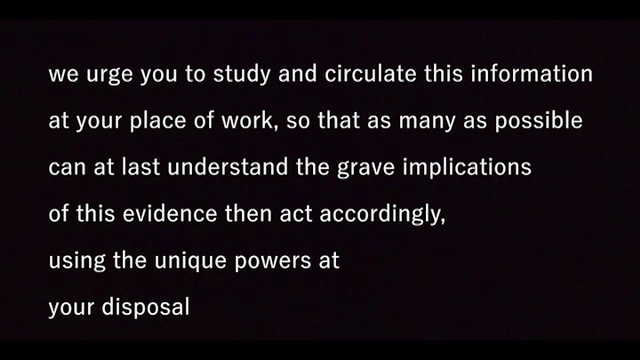 we urge you to study and circulate this information
at your place of work, so that as many as possible
can at last understand the grave implications
of this evidence then act accordingly,
using the unique powers at
your disposal